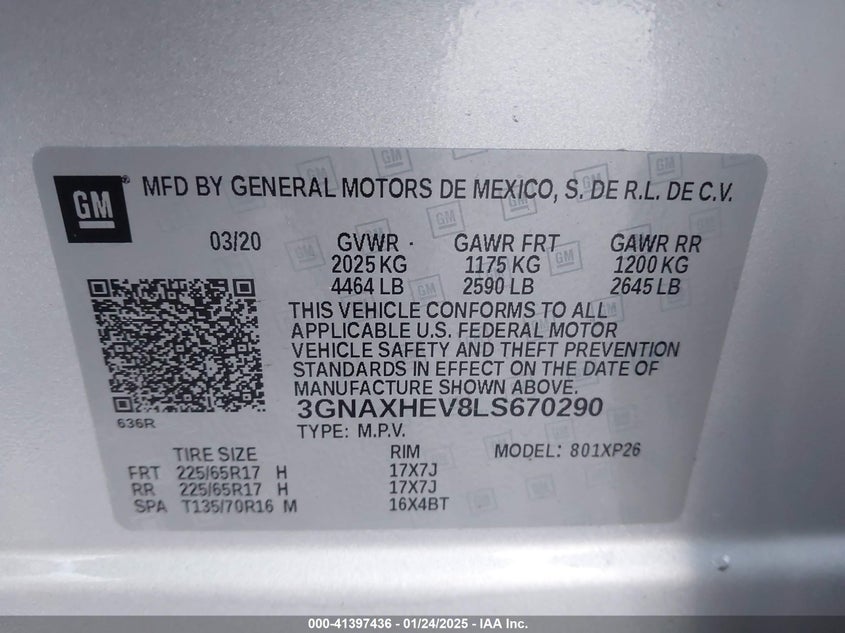 GM
MFD BY GENERAL MOTORS DE MEXICO, S. DE R.L. DE C.V.
03/20 GVWR GAWR FRT GAWR RR
2025 KG 1175 KG 1200 KG
4464 LB 2590 LB 2645 LB
THIS VEHICLE CONFORMS TO ALL
APPLICABLE U.S. FEDERAL MOTOR
VEHICLE SAFETY AND THEFT PREVENTION
STANDARDS IN EFFECT ON THE DATE OF
MANUFACTURE SHOWN ABOVE.
3GNAXHEV8LS670290
636R
TYPE: M.P.V.
TIRE SIZE RIM MODEL: 801XP26
FRT 225/65R17 H 17X7J
RR 225/65R17 H 17X7J
SPA T135/70R16 M 16X4BT
000-41397436 - 01/24/2025 - IAA Inc.